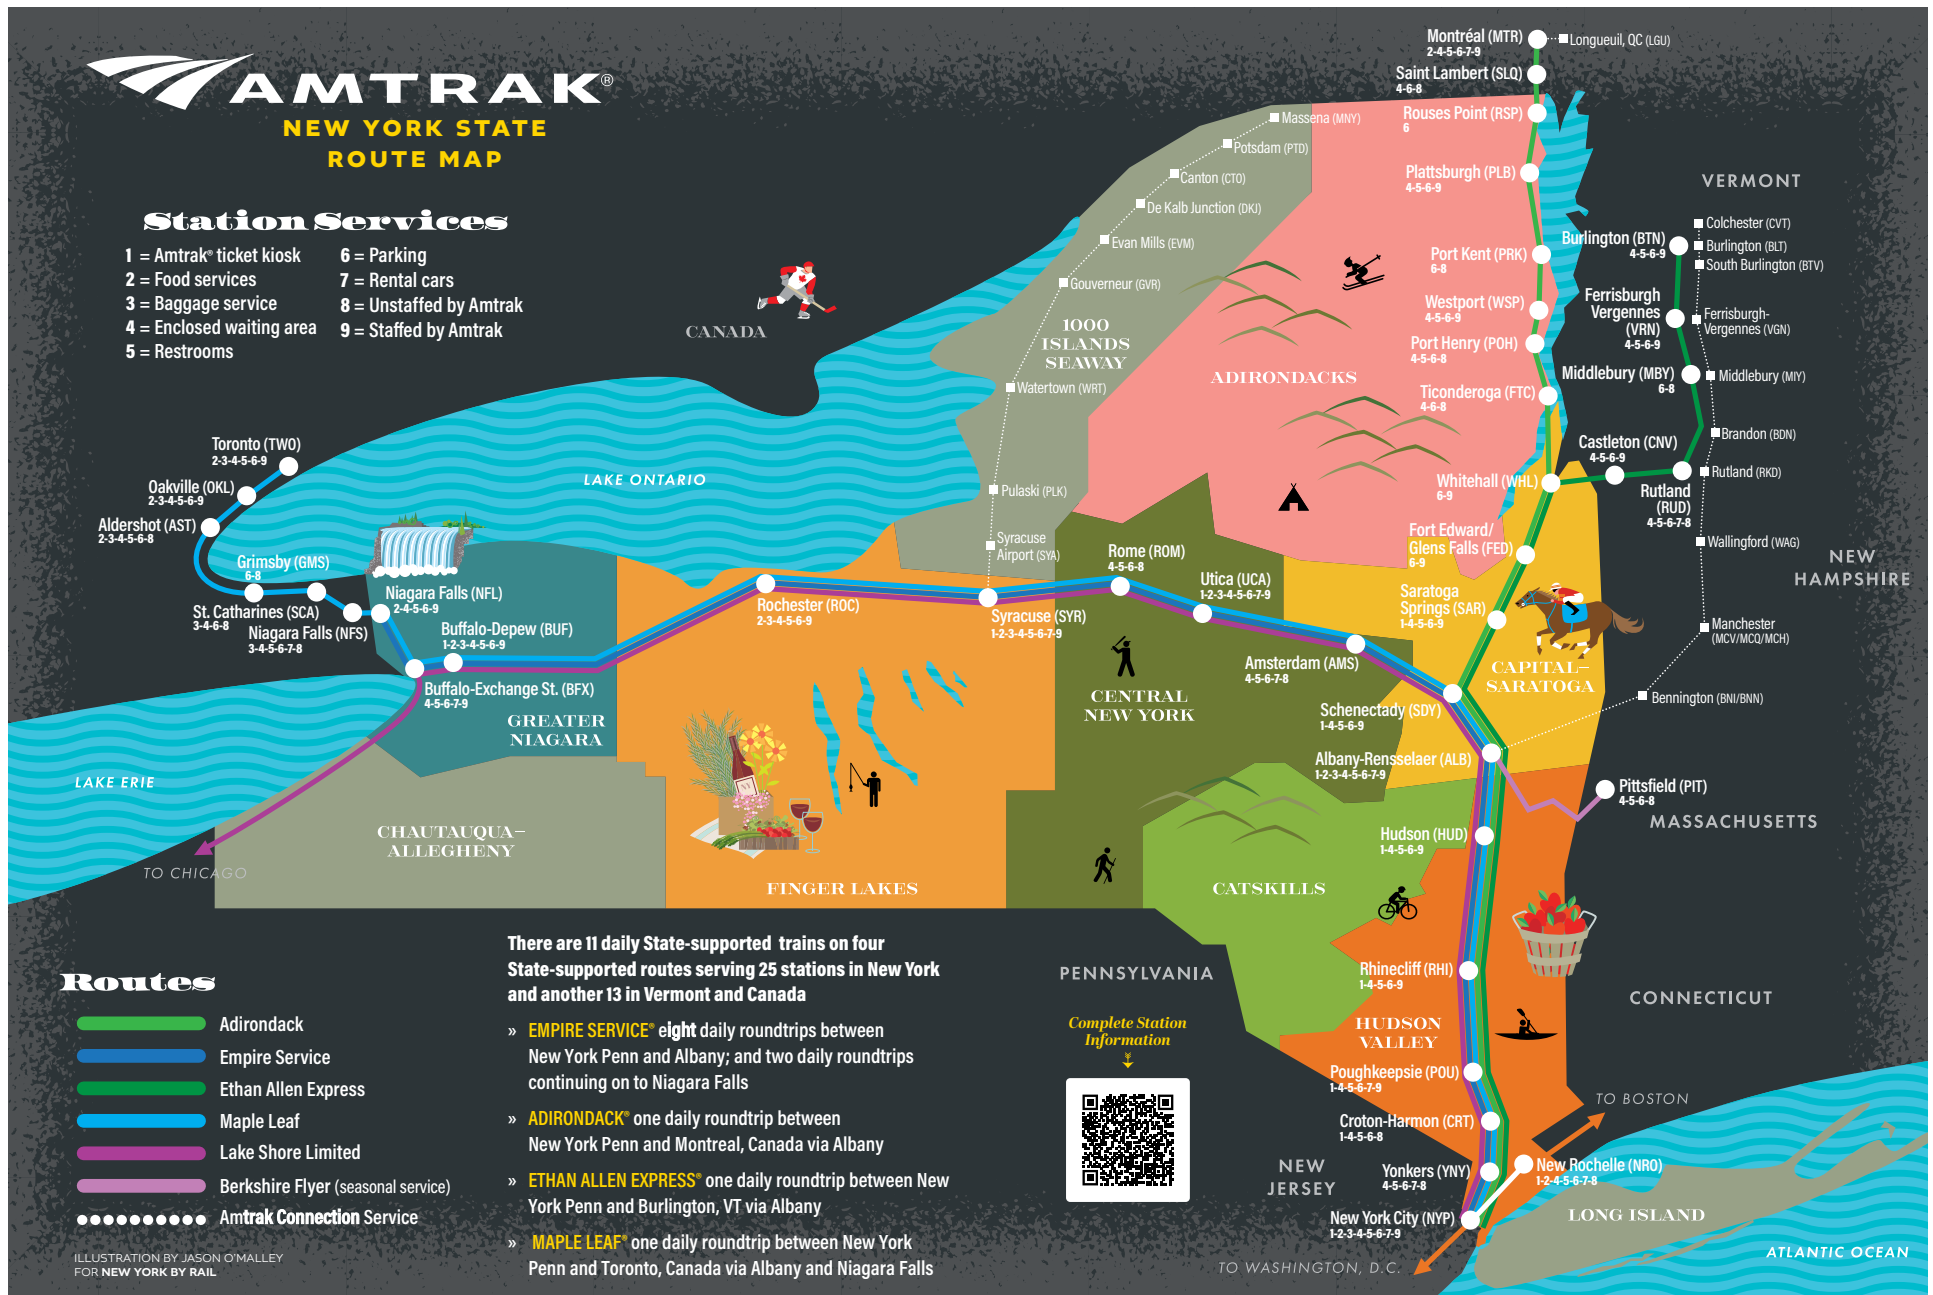 AMTRAK®
NEW YORK STATE
ROUTE MAP
Station Services
1 = Amtrak® ticket kiosk
2 = Food services
3 = Baggage service
4 = Enclosed waiting area
5 = Restrooms
6 = Parking
7 = Rental cars
8 = Unstaffed by Amtrak
9 = Staffed by Amtrak
CANADA
LAKE ONTARIO
Toronto (TWO)
2-3-4-5-6-9
Oakville (OKL)
2-3-4-5-6-9
Aldershot (AST)
2-3-4-5-6-8
Grimsby (GMS)
6-8
St. Catharines (SCA)
3-4-6-8
Niagara Falls (NFS)
3-4-5-6-7-8
Niagara Falls (NFL)
2-4-5-6-9
Buffalo-Depew (BUF)
1-2-3-4-5-6-9
Buffalo-Exchange St. (BFX)
4-5-6-7-9
GREATER
NIAGARA
LAKE ERIE
TO CHICAGO
CHAUTAUQUA–
ALLEGHENY
FINGER LAKES
Rochester (ROC)
2-3-4-5-6-9
Syracuse (SYR)
1-2-3-4-5-6-7-9
Rome (ROM)
4-5-6-8
Utica (UCA)
1-2-3-4-5-6-7-9
Amsterdam (AMS)
4-5-6-7-8
Schenectady (SDY)
1-4-5-6-9
Albany-Rensselaer (ALB)
1-2-3-4-5-6-7-9
CENTRAL
NEW YORK
CATSKILLS
Massena (MNY)
Potsdam (PTD)
Canton (CTO)
De Kalb Junction (DKJ)
Evan Mills (EVM)
Gouverneur (GVR)
1000
ISLANDS
SEAWAY
Watertown (WRT)
Pulaski (PLK)
Syracuse
Airport (SYA)
ADIRONDACKS
Montréal (MTR)
2-4-5-6-7-9
Longueuil, QC (LGU)
Saint Lambert (SLQ)
4-6-8
Rouses Point (RSP)
6
Plattsburgh (PLB)
4-5-6-9
Port Kent (PRK)
6-8
Westport (WSP)
4-5-6-9
Port Henry (POH)
4-5-6-8
Ticonderoga (FTC)
4-6-8
Whitehall (WHL)
6-9
Fort Edward/
Glens Falls (FED)
6-9
Saratoga
Springs (SAR)
1-4-5-6-9
CAPITAL–
SARATOGA
VERMONT
Colchester (CVT)
Burlington (BTN)
4-5-6-9
Burlington (BLT)
South Burlington (BTV)
Ferrisburgh
Vergennes
(VRN)
4-5-6-9
Ferrisburgh-
Vergennes (VGN)
Middlebury (MBY)
6-8
Middlebury (MIY)
Brandon (BDN)
Castleton (CNV)
4-5-6-9
Rutland (RKD)
Rutland
(RUD)
4-5-6-7-8
Wallingford (WAG)
NEW
HAMPSHIRE
Manchester
(MCV/MCQ/MCH)
Bennington (BNI/BNN)
Pittsfield (PIT)
4-5-6-8
MASSACHUSETTS
Hudson (HUD)
1-4-5-6-9
Rhinecliff (RHI)
1-4-5-6-9
CONNECTICUT
HUDSON
VALLEY
Poughkeepsie (POU)
1-4-5-6-7-9
Croton-Harmon (CRT)
1-4-5-6-8
Yonkers (YNY)
4-5-6-7-8
New York City (NYP)
1-2-3-4-5-6-7-9
New Rochelle (NRO)
1-2-4-5-6-7-8
TO BOSTON
LONG ISLAND
ATLANTIC OCEAN
TO WASHINGTON, D.C.
NEW
JERSEY
PENNSYLVANIA
Complete Station
Information
Routes
Adirondack
Empire Service
Ethan Allen Express
Maple Leaf
Lake Shore Limited
Berkshire Flyer (seasonal service)
Amtrak Connection Service
ILLUSTRATION BY JASON O'MALLEY
FOR NEW YORK BY RAIL
There are 11 daily State-supported trains on four
State-supported routes serving 25 stations in New York
and another 13 in Vermont and Canada
» EMPIRE SERVICE® eight daily roundtrips between
New York Penn and Albany; and two daily roundtrips
continuing on to Niagara Falls
» ADIRONDACK® one daily roundtrip between
New York Penn and Montreal, Canada via Albany
» ETHAN ALLEN EXPRESS® one daily roundtrip between New
York Penn and Burlington, VT via Albany
» MAPLE LEAF® one daily roundtrip between New York
Penn and Toronto, Canada via Albany and Niagara Falls